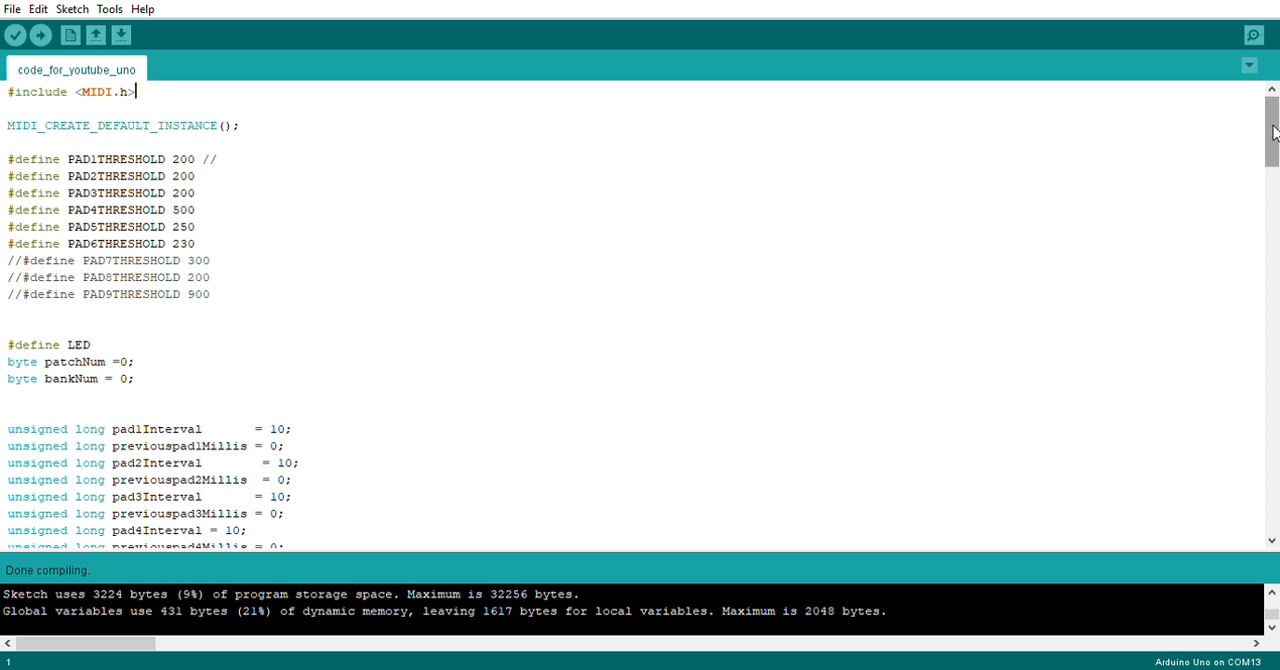 File Edit Sketch Tools Help
code_for_youtube_uno
#include <MIDI.h>
MIDI_CREATE_DEFAULT_INSTANCE();
#define PAD1THRESHOLD 200 //
#define PAD2THRESHOLD 200
#define PAD3THRESHOLD 200
#define PAD4THRESHOLD 500
#define PAD5THRESHOLD 250
#define PAD6THRESHOLD 230
//#define PAD7THRESHOLD 300
//#define PAD8THRESHOLD 200
//#define PAD9THRESHOLD 900
#define LED
byte patchNum =0;
byte bankNum = 0;
unsigned long pad1Interval       = 10;
unsigned long previouspad1Millis = 0;
unsigned long pad2Interval        = 10;
unsigned long previouspad2Millis  = 0;
unsigned long pad3Interval       = 10;
unsigned long previouspad3Millis = 0;
unsigned long pad4Interval = 10;
unsigned long previouspad4Millis = 0;
Done compiling.
Sketch uses 3224 bytes (9%) of program storage space. Maximum is 32256 bytes.
Global variables use 431 bytes (21%) of dynamic memory, leaving 1617 bytes for local variables. Maximum is 2048 bytes.
1 Arduino Uno on COM13